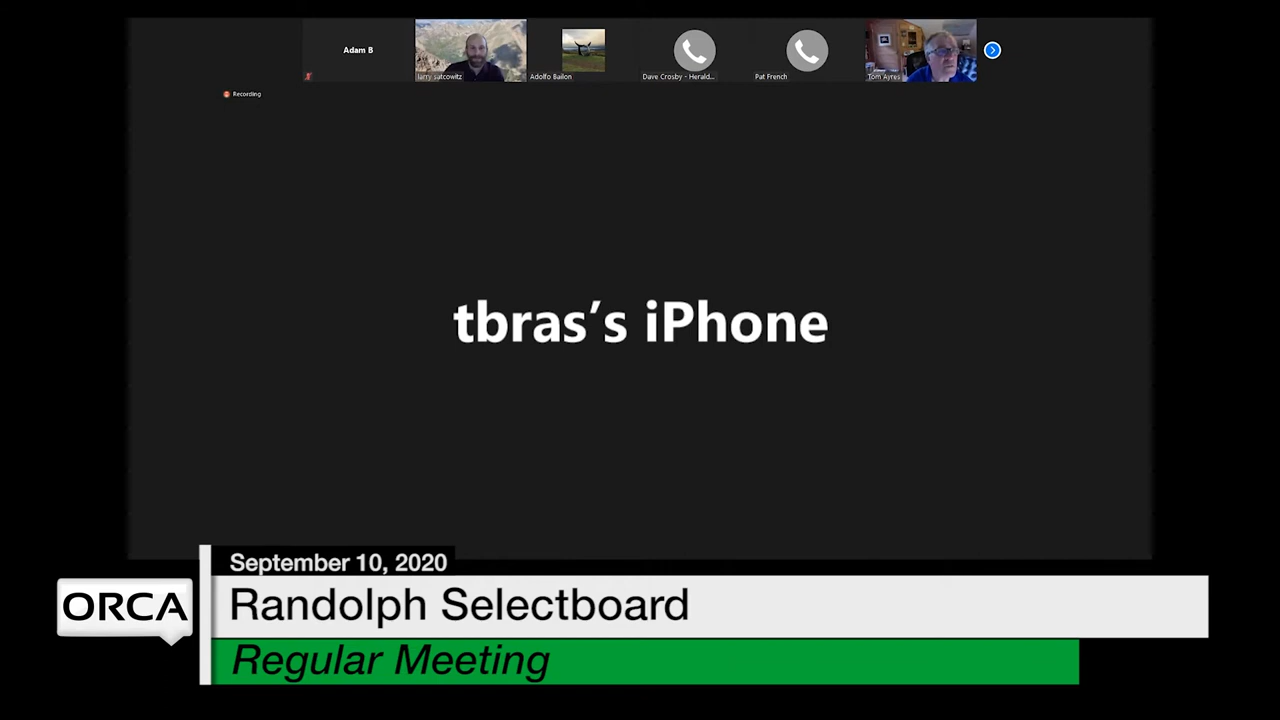 Adam B
larry satcowitz
Adolfo Bailon
Dave Crosby - Herald...
Pat French
Tom Ayres
Recording
tbras’s iPhone
September 10, 2020
ORCA
Randolph Selectboard
Regular Meeting